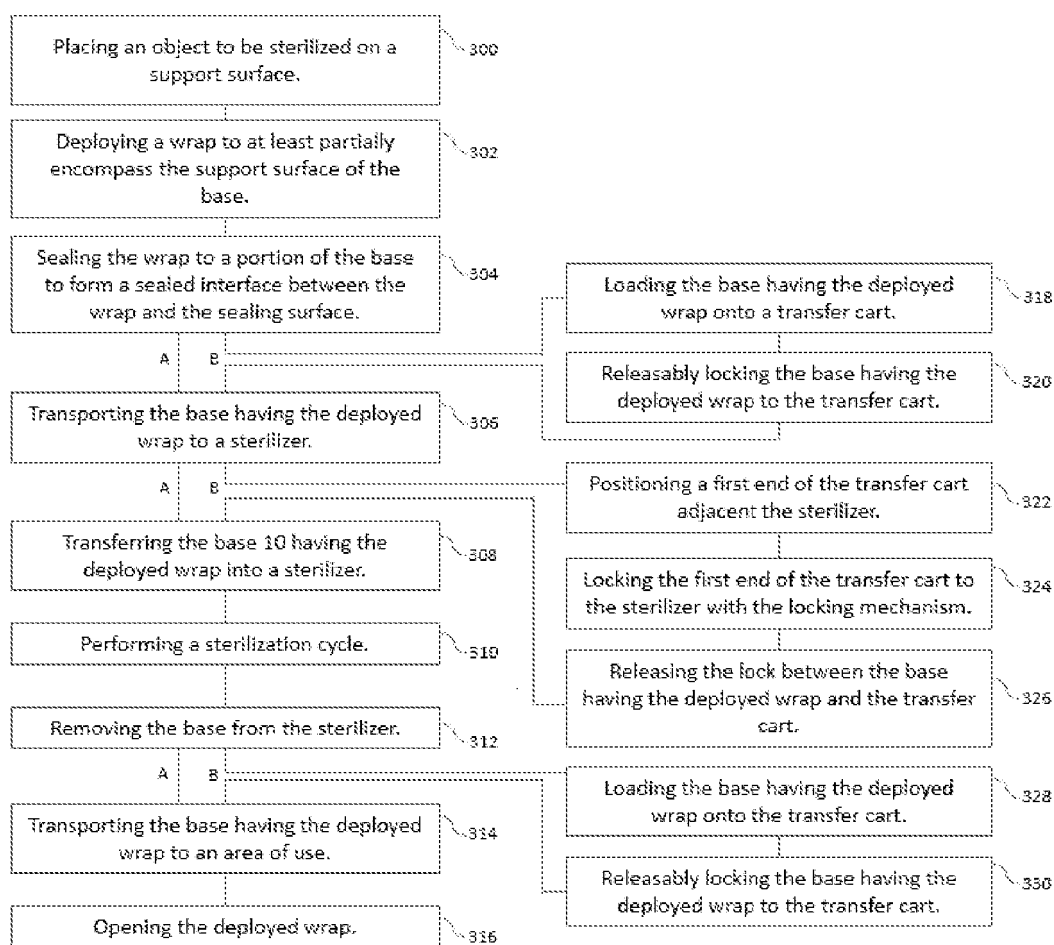 Placing an object to be sterilized on a
support surface.
300
Deploying a wrap to at least partially
encompass the support surface of the
base.
302
Sealing the wrap to a portion of the base
to form a sealed interface between the
wrap and the sealing surface.
304
A B
Transporting the base having the deployed
wrap to a sterilizer.
306
A B
Transferring the base 10 having the
deployed wrap into a sterilizer.
308
Performing a sterilization cycle.
310
Removing the base from the sterilizer.
312
A B
Transporting the base having the deployed
wrap to an area of use.
314
Opening the deployed wrap.
316
Loading the base having the deployed
wrap onto a transfer cart.
318
Releasably locking the base having the
deployed wrap to the transfer cart.
320
Positioning a first end of the transfer cart
adjacent the sterilizer.
322
Locking the first end of the transfer cart to
the sterilizer with the locking mechanism.
324
Releasing the lock between the base
having the deployed wrap and the transfer
cart.
326
Loading the base having the deployed
wrap onto the transfer cart.
328
Releasably locking the base having the
deployed wrap to the transfer cart.
330